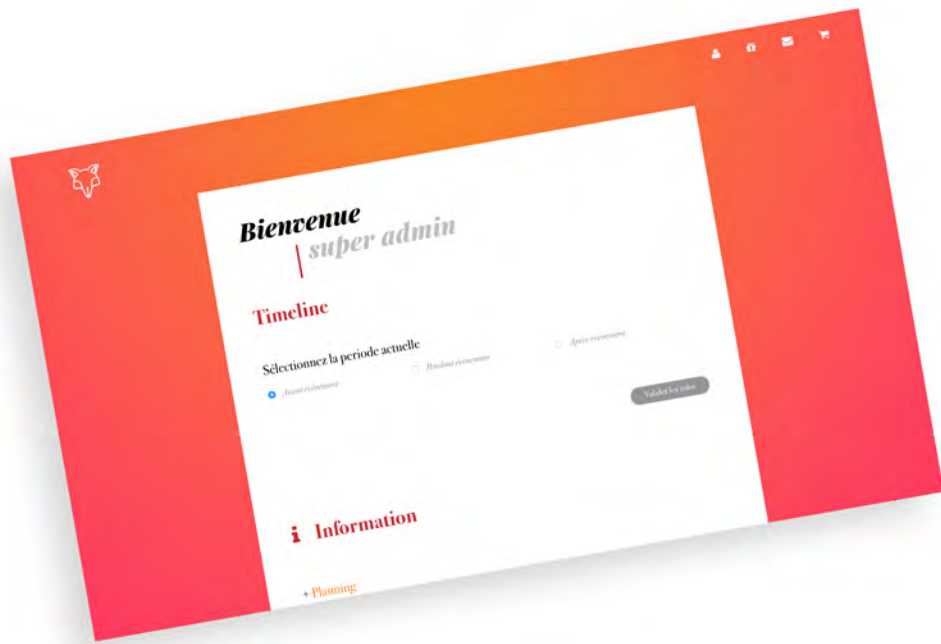 Bienvenue
super admin
Timeline
Sélectionnez la periode actuelle
Avant événement
Pendant événement
Après événement
Valider les infos
Information
+ Planning